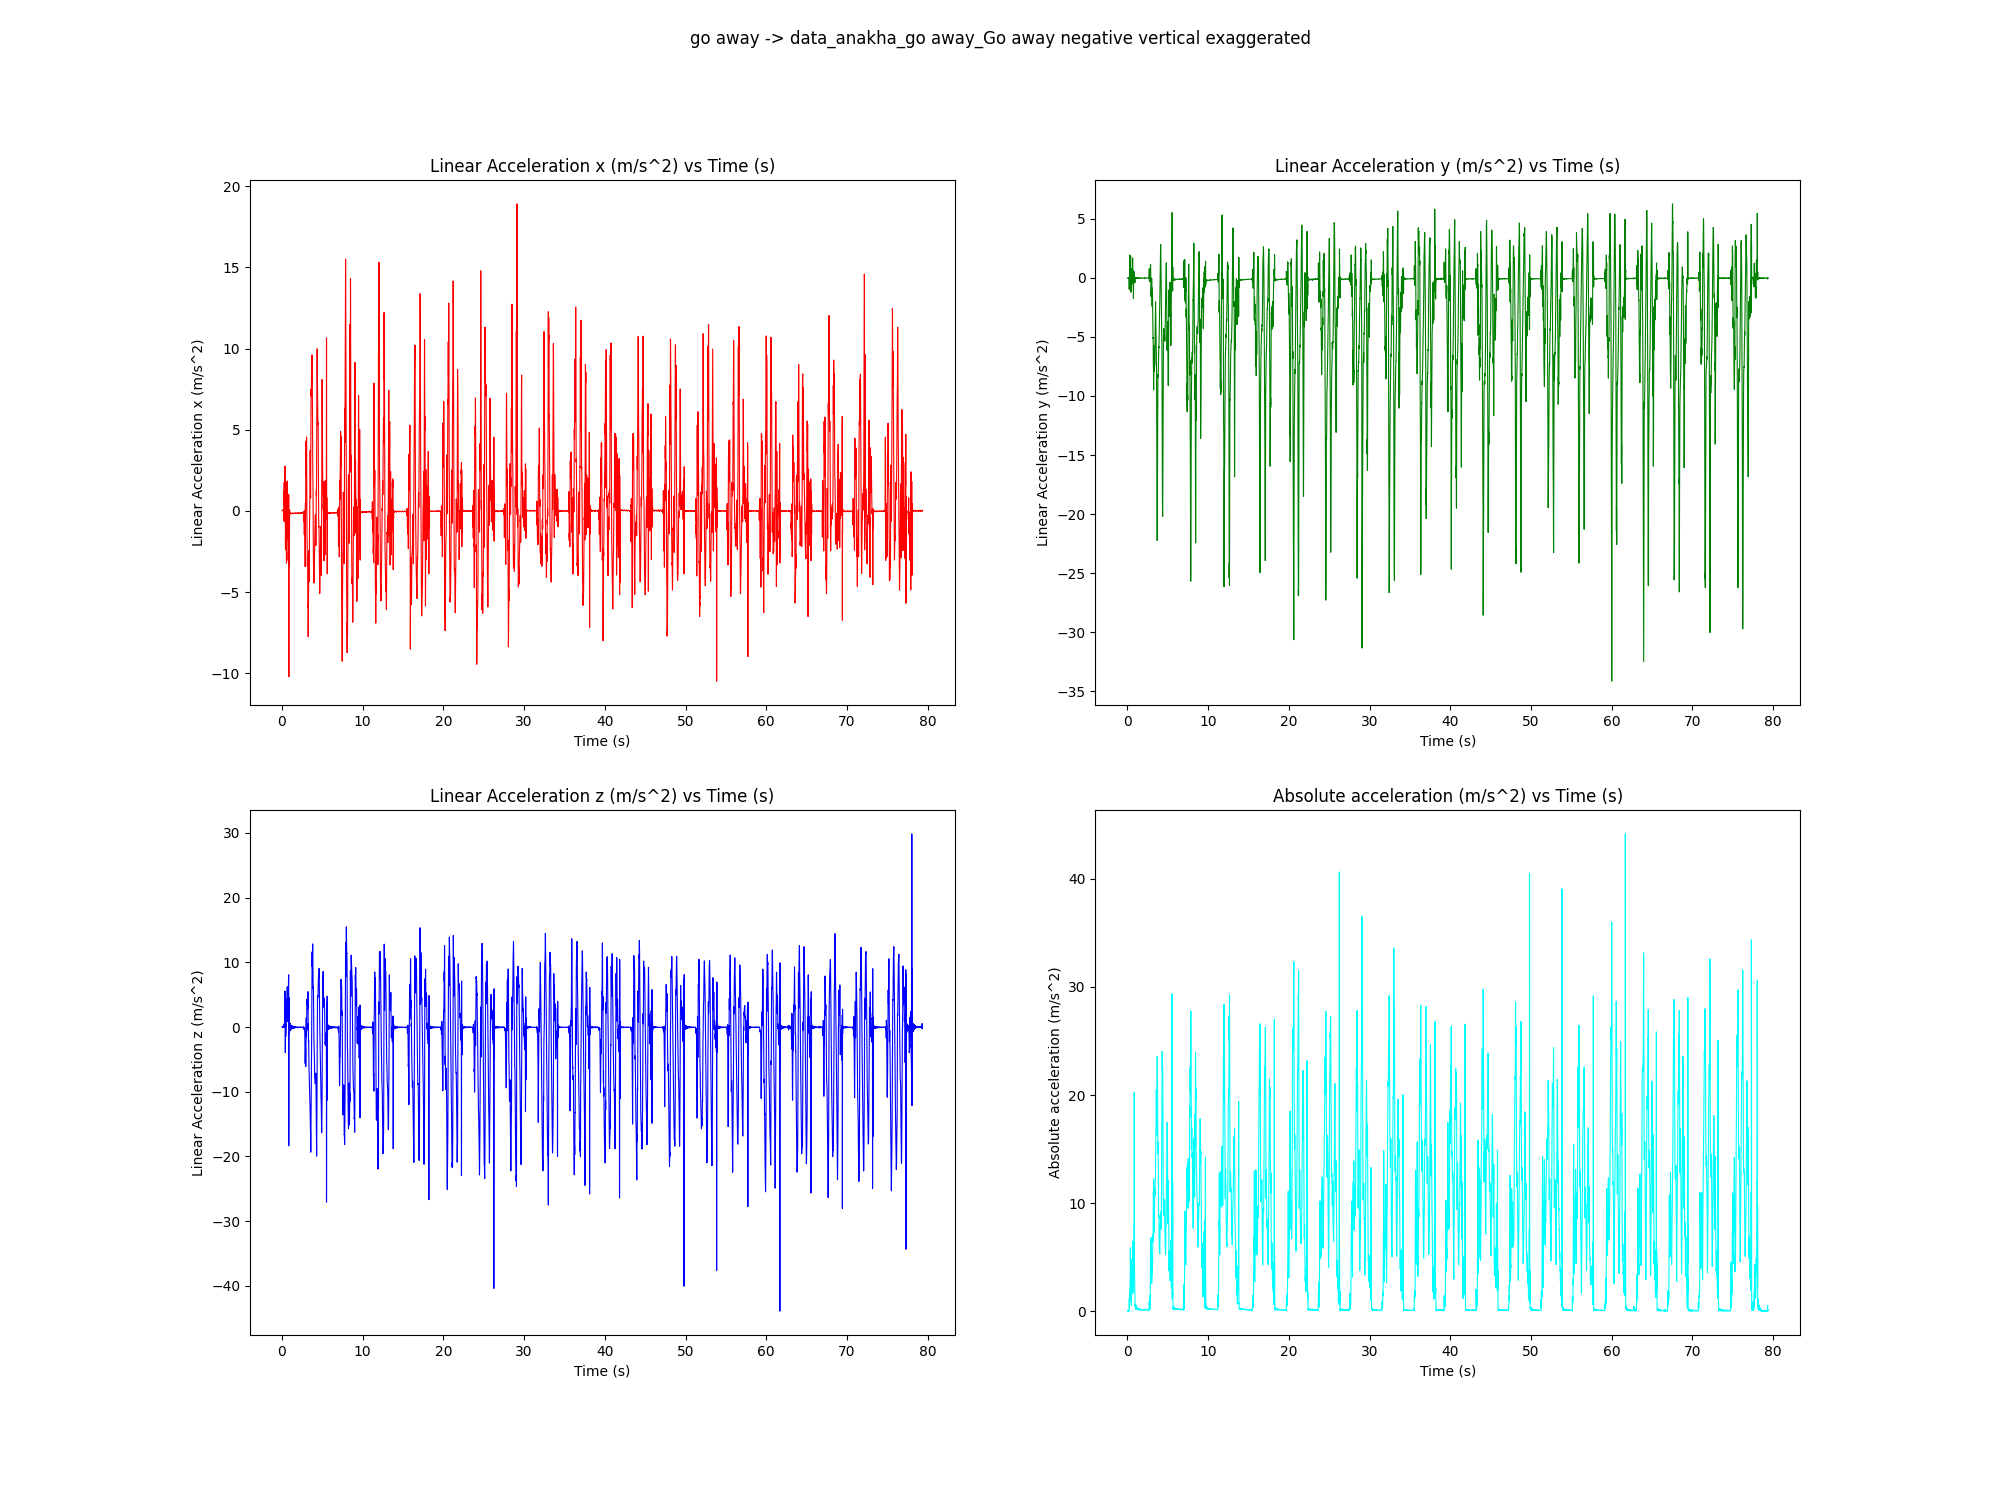 go away -> data_anakha_go away_Go away negative vertical exaggerated
Linear Acceleration x (m/s^2) vs Time (s)
Linear Acceleration x (m/s^2)
20
15
10
5
0
−5
−10
0 10 20 30 40 50 60 70 80
Time (s)
Linear Acceleration y (m/s^2) vs Time (s)
Linear Acceleration y (m/s^2)
5
0
−5
−10
−15
−20
−25
−30
−35
0 10 20 30 40 50 60 70 80
Time (s)
Linear Acceleration z (m/s^2) vs Time (s)
Linear Acceleration z (m/s^2)
30
20
10
0
−10
−20
−30
−40
0 10 20 30 40 50 60 70 80
Time (s)
Absolute acceleration (m/s^2) vs Time (s)
Absolute acceleration (m/s^2)
40
30
20
10
0
0 10 20 30 40 50 60 70 80
Time (s)